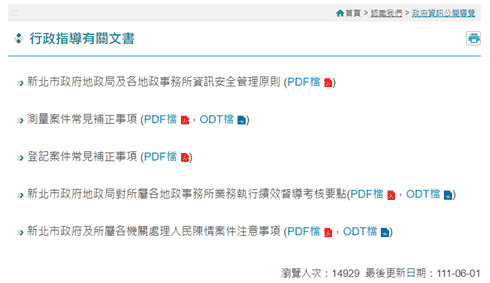 :::
首頁 > 認識我們 > 政府資訊公開導覽
行政指導有關文書
新北市政府地政局及各地政事務所資訊安全管理原則 (PDF檔)
測量案件常見補正事項 (PDF檔，ODT檔)
登記案件常見補正事項 (PDF檔)
新北市政府地政局對所屬各地政事務所業務執行績效督導考核要點(PDF檔，ODT檔)
新北市政府及所屬各機關處理人民陳情案件注意事項 (PDF檔，ODT檔)
瀏覽人次：14929 最後更新日期：111-06-01